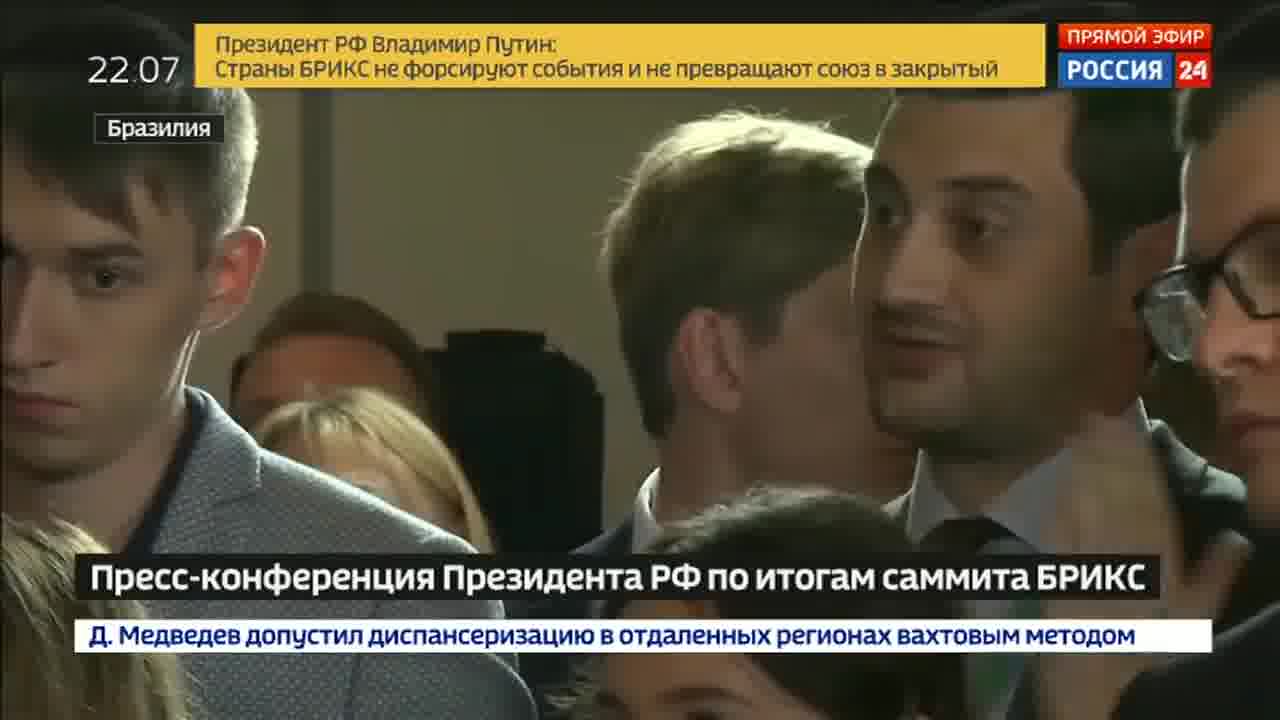 22.07
Президент РФ Владимир Путин:
Страны БРИКС не форсируют события и не превращают союз в закрытый
ПРЯМОЙ ЭФИР
РОССИЯ 24
Бразилия
Пресс-конференция Президента РФ по итогам саммита БРИКС
Д. Медведев допустил диспансеризацию в отдаленных регионах вахтовым методом